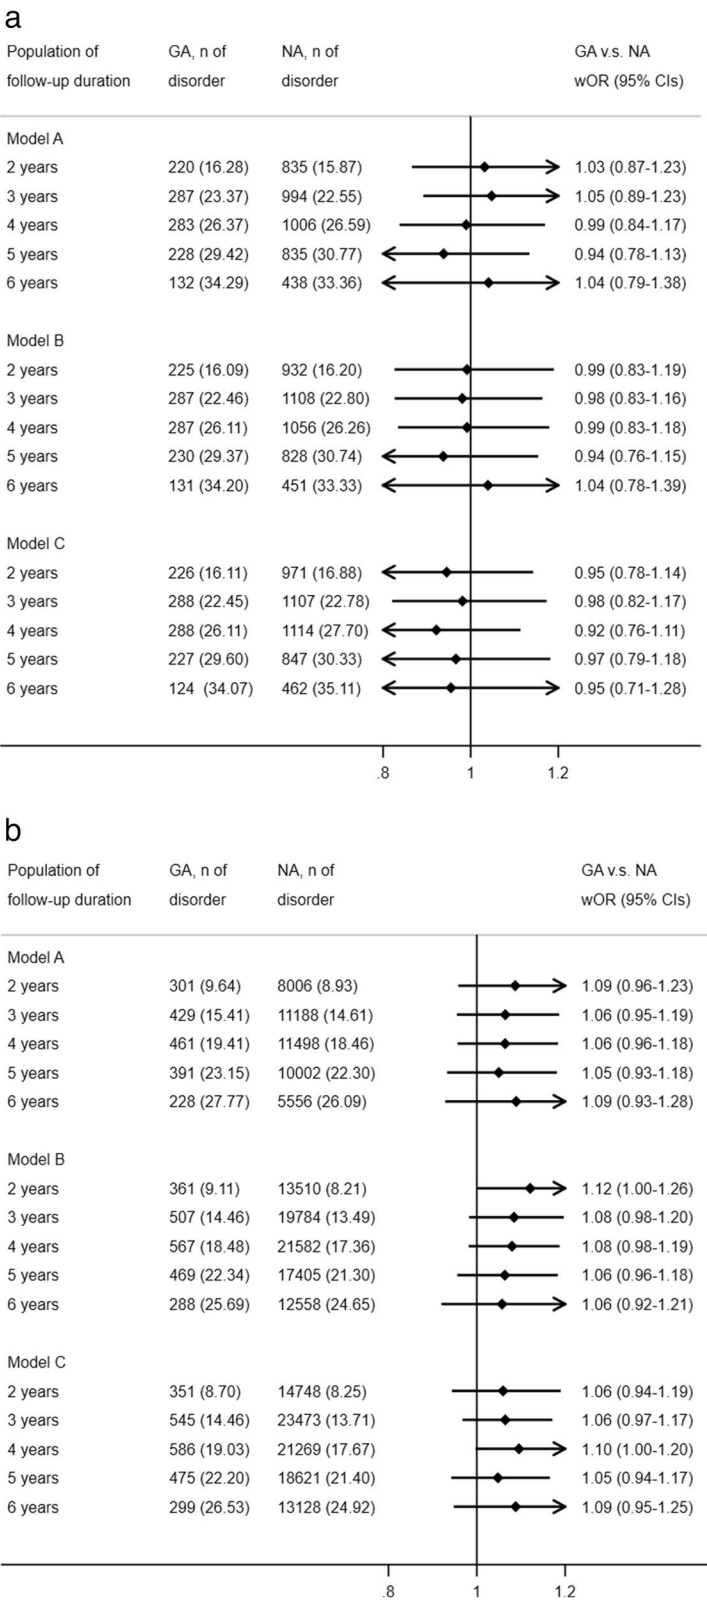 a
Population of GA, n of NA, n of GA v.s. NA
follow-up duration disorder disorder wOR (95% CIs)
Model A
2 years 220 (16.28) 835 (15.87) 1.03 (0.87-1.23)
3 years 287 (23.37) 994 (22.55) 1.05 (0.89-1.23)
4 years 283 (26.37) 1006 (26.59) 0.99 (0.84-1.17)
5 years 228 (29.42) 835 (30.77) 0.94 (0.78-1.13)
6 years 132 (34.29) 438 (33.36) 1.04 (0.79-1.38)
Model B
2 years 225 (16.09) 932 (16.20) 0.99 (0.83-1.19)
3 years 287 (22.46) 1108 (22.80) 0.98 (0.83-1.16)
4 years 287 (26.11) 1056 (26.26) 0.99 (0.83-1.18)
5 years 230 (29.37) 828 (30.74) 0.94 (0.76-1.15)
6 years 131 (34.20) 451 (33.33) 1.04 (0.78-1.39)
Model C
2 years 226 (16.11) 971 (16.88) 0.95 (0.78-1.14)
3 years 288 (22.45) 1107 (22.78) 0.98 (0.82-1.17)
4 years 288 (26.11) 1114 (27.70) 0.92 (0.76-1.11)
5 years 227 (29.60) 847 (30.33) 0.97 (0.79-1.18)
6 years 124 (34.07) 462 (35.11) 0.95 (0.71-1.28)
.8 1 1.2
b
Population of GA, n of NA, n of GA v.s. NA
follow-up duration disorder disorder wOR (95% CIs)
Model A
2 years 301 (9.64) 8006 (8.93) 1.09 (0.96-1.23)
3 years 429 (15.41) 11188 (14.61) 1.06 (0.95-1.19)
4 years 461 (19.41) 11498 (18.46) 1.06 (0.96-1.18)
5 years 391 (23.15) 10002 (22.30) 1.05 (0.93-1.18)
6 years 228 (27.77) 5556 (26.09) 1.09 (0.93-1.28)
Model B
2 years 361 (9.11) 13510 (8.21) 1.12 (1.00-1.26)
3 years 507 (14.46) 19784 (13.49) 1.08 (0.98-1.20)
4 years 567 (18.48) 21582 (17.36) 1.08 (0.98-1.19)
5 years 469 (22.34) 17405 (21.30) 1.06 (0.96-1.18)
6 years 288 (25.69) 12558 (24.65) 1.06 (0.92-1.21)
Model C
2 years 351 (8.70) 14748 (8.25) 1.06 (0.94-1.19)
3 years 545 (14.46) 23473 (13.71) 1.06 (0.97-1.17)
4 years 586 (19.03) 21269 (17.67) 1.10 (1.00-1.20)
5 years 475 (22.20) 18621 (21.40) 1.05 (0.94-1.17)
6 years 299 (26.53) 13128 (24.92) 1.09 (0.95-1.25)
.8 1 1.2